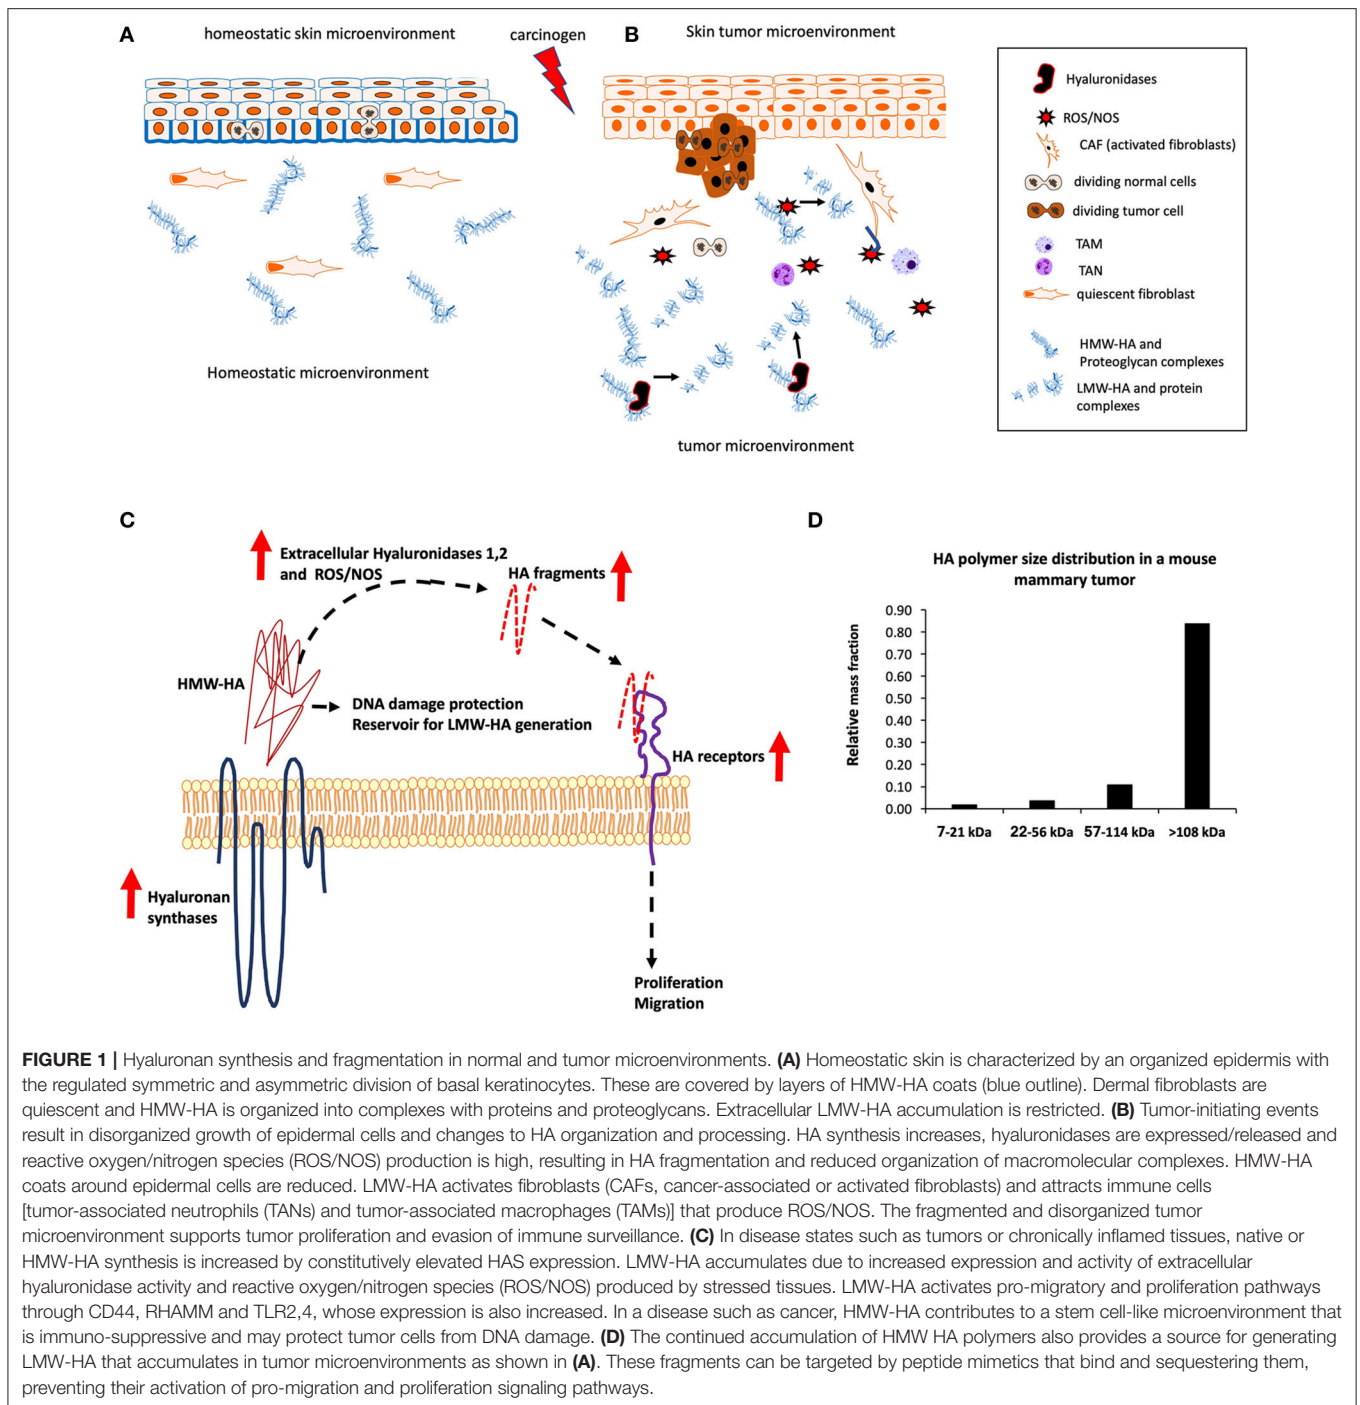 A
homeostatic skin microenvironment
carcinogen
B
Skin tumor microenvironment
Homeostatic microenvironment
tumor microenvironment
Hyaluronidases
ROS/NOS
CAF (activated fibroblasts)
dividing normal cells
dividing tumor cell
TAM
TAN
quiescent fibroblast
HMW-HA and
Proteoglycan complexes
LMW-HA and protein
complexes
C
Extracellular Hyaluronidases 1,2
and ROS/NOS
HA fragments
HMW-HA
DNA damage protection
Reservoir for LMW-HA generation
HA receptors
Hyaluronan
synthases
Proliferation
Migration
D
HA polymer size distribution in a mouse
mammary tumor
Relative mass fraction
0.90
0.80
0.70
0.60
0.50
0.40
0.30
0.20
0.10
0.00
7-21 kDa 22-56 kDa 57-114 kDa >108 kDa
FIGURE 1 | Hyaluronan synthesis and fragmentation in normal and tumor microenvironments. (A) Homeostatic skin is characterized by an organized epidermis with
the regulated symmetric and asymmetric division of basal keratinocytes. These are covered by layers of HMW-HA coats (blue outline). Dermal fibroblasts are
quiescent and HMW-HA is organized into complexes with proteins and proteoglycans. Extracellular LMW-HA accumulation is restricted. (B) Tumor-initiating events
result in disorganized growth of epidermal cells and changes to HA organization and processing. HA synthesis increases, hyaluronidases are expressed/released and
reactive oxygen/nitrogen species (ROS/NOS) production is high, resulting in HA fragmentation and reduced organization of macromolecular complexes. HMW-HA
coats around epidermal cells are reduced. LMW-HA activates fibroblasts (CAFs, cancer-associated or activated fibroblasts) and attracts immune cells
[tumor-associated neutrophils (TANs) and tumor-associated macrophages (TAMs)] that produce ROS/NOS. The fragmented and disorganized tumor
microenvironment supports tumor proliferation and evasion of immune surveillance. (C) In disease states such as tumors or chronically inflamed tissues, native or
HMW-HA synthesis is increased by constitutively elevated HAS expression. LMW-HA accumulates due to increased expression and activity of extracellular
hyaluronidase activity and reactive oxygen/nitrogen species (ROS/NOS) produced by stressed tissues. LMW-HA activates pro-migratory and proliferation pathways
through CD44, RHAMM and TLR2,4, whose expression is also increased. In a disease such as cancer, HMW-HA contributes to a stem cell-like microenvironment that
is immuno-suppressive and may protect tumor cells from DNA damage. (D) The continued accumulation of HMW HA polymers also provides a source for generating
LMW-HA that accumulates in tumor microenvironments as shown in (A). These fragments can be targeted by peptide mimetics that bind and sequestering them,
preventing their activation of pro-migration and proliferation signaling pathways.